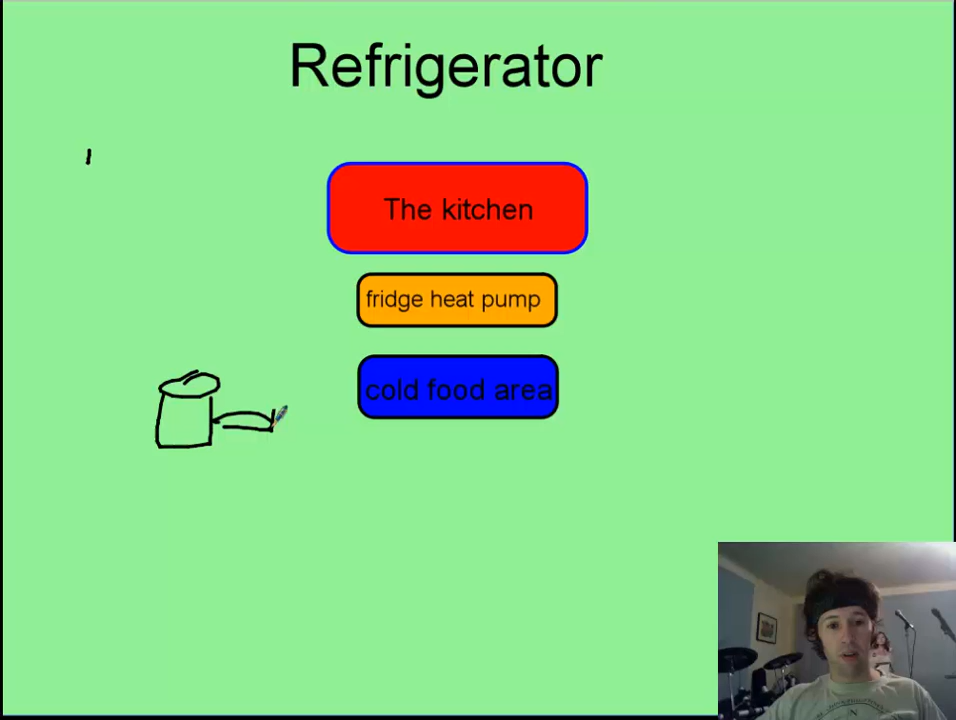 Refrigerator
The kitchen
fridge heat pump
cold food area